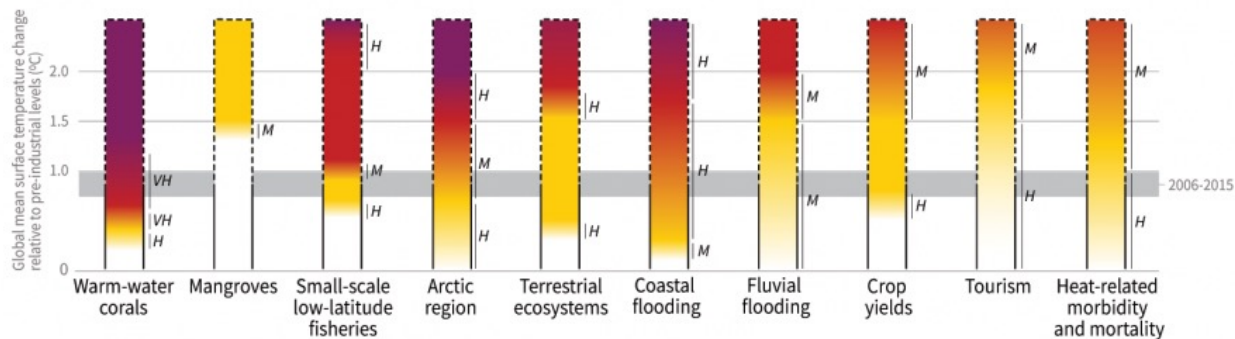 Global mean surface temperature change
relative to pre-industrial levels (°C)
2.0
1.5
1.0
0
H
M
H
H
H
M
M
M
M
H
VH
VH
H
M
H
M
H
H
M
M
H
H
H
H
2006-2015
Warm-water
corals
Mangroves
Small-scale
low-latitude
fisheries
Arctic
region
Terrestrial
ecosystems
Coastal
flooding
Fluvial
flooding
Crop
yields
Tourism
Heat-related
morbidity
and mortality